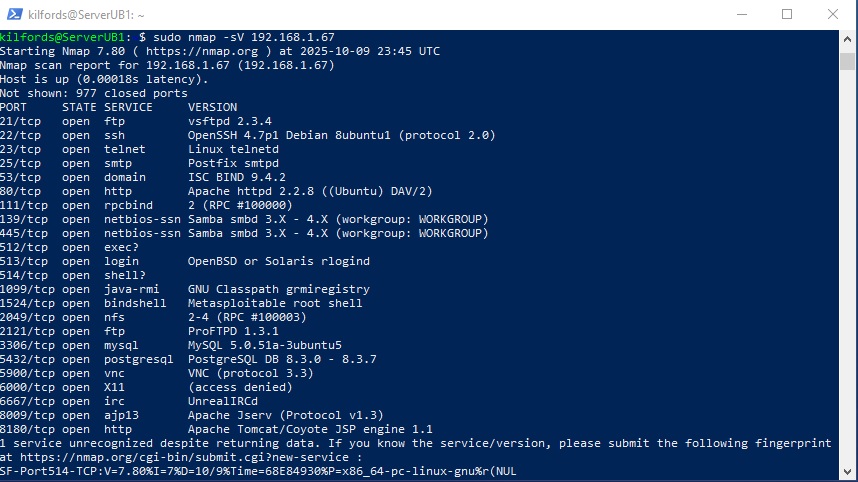 kilfords@ServerUB1: ~
kilfords@ServerUB1: $ sudo nmap -sV 192.168.1.67
Starting Nmap 7.80 ( https://nmap.org ) at 2025-10-09 23:45 UTC
Nmap scan report for 192.168.1.67 (192.168.1.67)
Host is up (0.00018s latency).
Not shown: 977 closed ports
PORT     STATE SERVICE     VERSION
21/tcp   open  ftp         vsftpd 2.3.4
22/tcp   open  ssh         OpenSSH 4.7p1 Debian 8ubuntu1 (protocol 2.0)
23/tcp   open  telnet      Linux telnetd
25/tcp   open  smtp        Postfix smtpd
53/tcp   open  domain      ISC BIND 9.4.2
80/tcp   open  http        Apache httpd 2.2.8 ((Ubuntu) DAV/2)
111/tcp  open  rpcbind     2 (RPC #100000)
139/tcp  open  netbios-ssn Samba smbd 3.X - 4.X (workgroup: WORKGROUP)
445/tcp  open  netbios-ssn Samba smbd 3.X - 4.X (workgroup: WORKGROUP)
512/tcp  open  exec?
513/tcp  open  login       OpenBSD or Solaris rlogind
514/tcp  open  shell?
1099/tcp open  java-rmi    GNU Classpath grmiregistry
1524/tcp open  bindshell   Metasploitable root shell
2049/tcp open  nfs         2-4 (RPC #100003)
2121/tcp open  ftp         ProFTPD 1.3.1
3306/tcp open  mysql       MySQL 5.0.51a-3ubuntu5
5432/tcp open  postgresql  PostgreSQL DB 8.3.0 - 8.3.7
5900/tcp open  vnc         VNC (protocol 3.3)
6000/tcp open  X11         (access denied)
6667/tcp open  irc         UnrealIRCd
8009/tcp open  ajp13       Apache Jserv (Protocol v1.3)
8180/tcp open  http        Apache Tomcat/Coyote JSP engine 1.1
1 service unrecognized despite returning data. If you know the service/version, please submit the following fingerprint
at https://nmap.org/cgi-bin/submit.cgi?new-service :
SF-Port514-TCP:V=7.80%I=7%D=10/9%Time=68E84930%P=x86_64-pc-linux-gnu%r(NUL